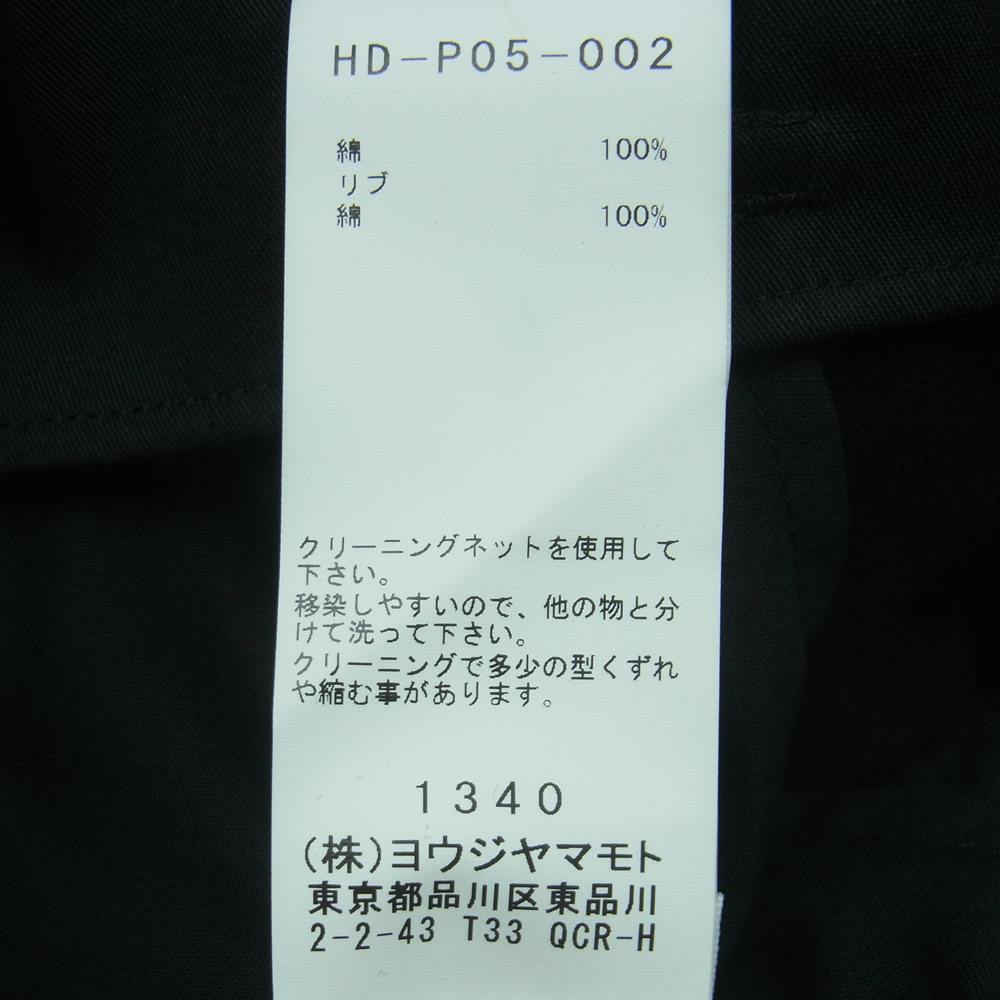 HD-P05-002
綿 100%
リブ
綿 100%
クリーニングネットを使用して
下さい。
移染しやすいので、他の物と分
けて洗って下さい。
クリーニングで多少の型くずれ
や縮む事があります。
1340
(株)ヨウジヤマモト
東京都品川区東品川
2-2-43 T33 QCR-H